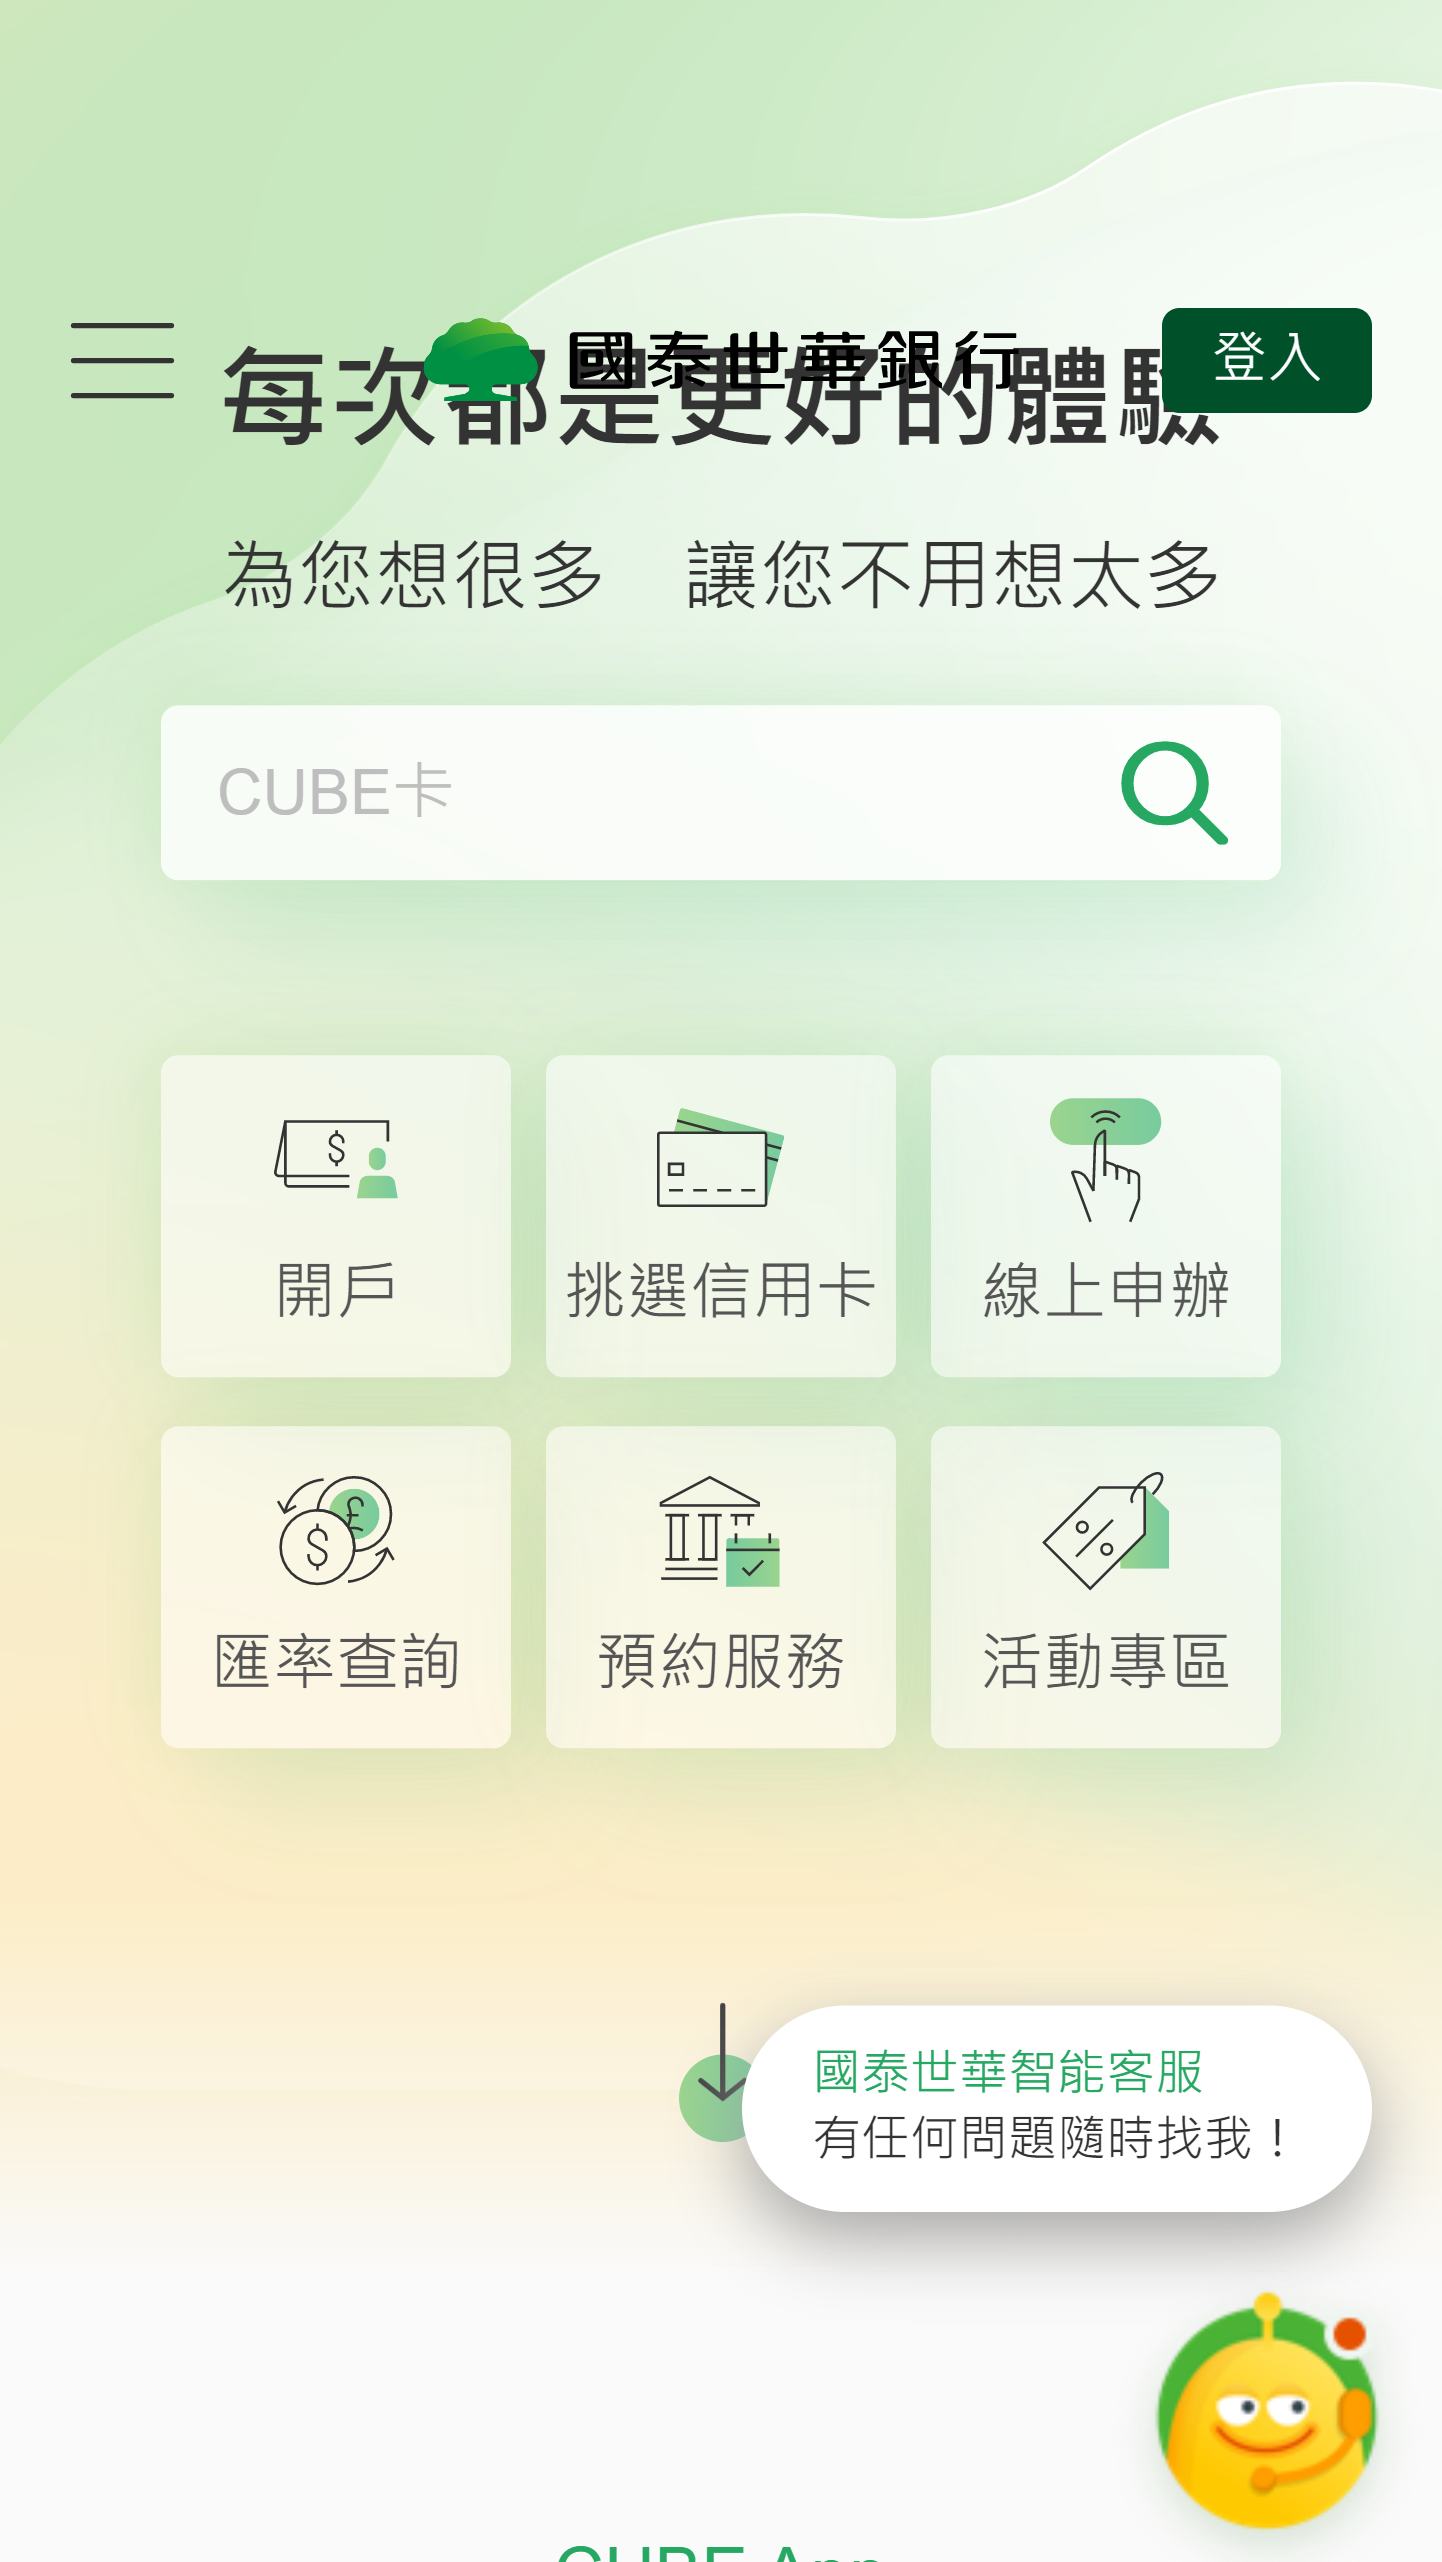 國泰世華銀行
登入
每次都是更好的體驗
為您想很多　讓您不用想太多
CUBE卡
開戶
挑選信用卡
線上申辦
匯率查詢
預約服務
活動專區
國泰世華智能客服
有任何問題隨時找我！
CUBE App